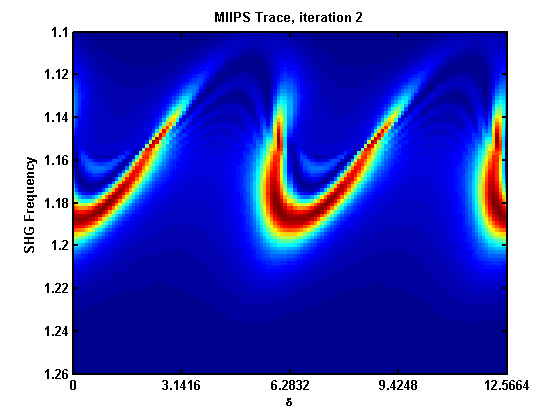 MIIPS Trace, iteration 2
SHG Frequency
1.1
1.12
1.14
1.16
1.18
1.2
1.22
1.24
1.26
0 3.1416 6.2832 9.4248 12.5664
δ